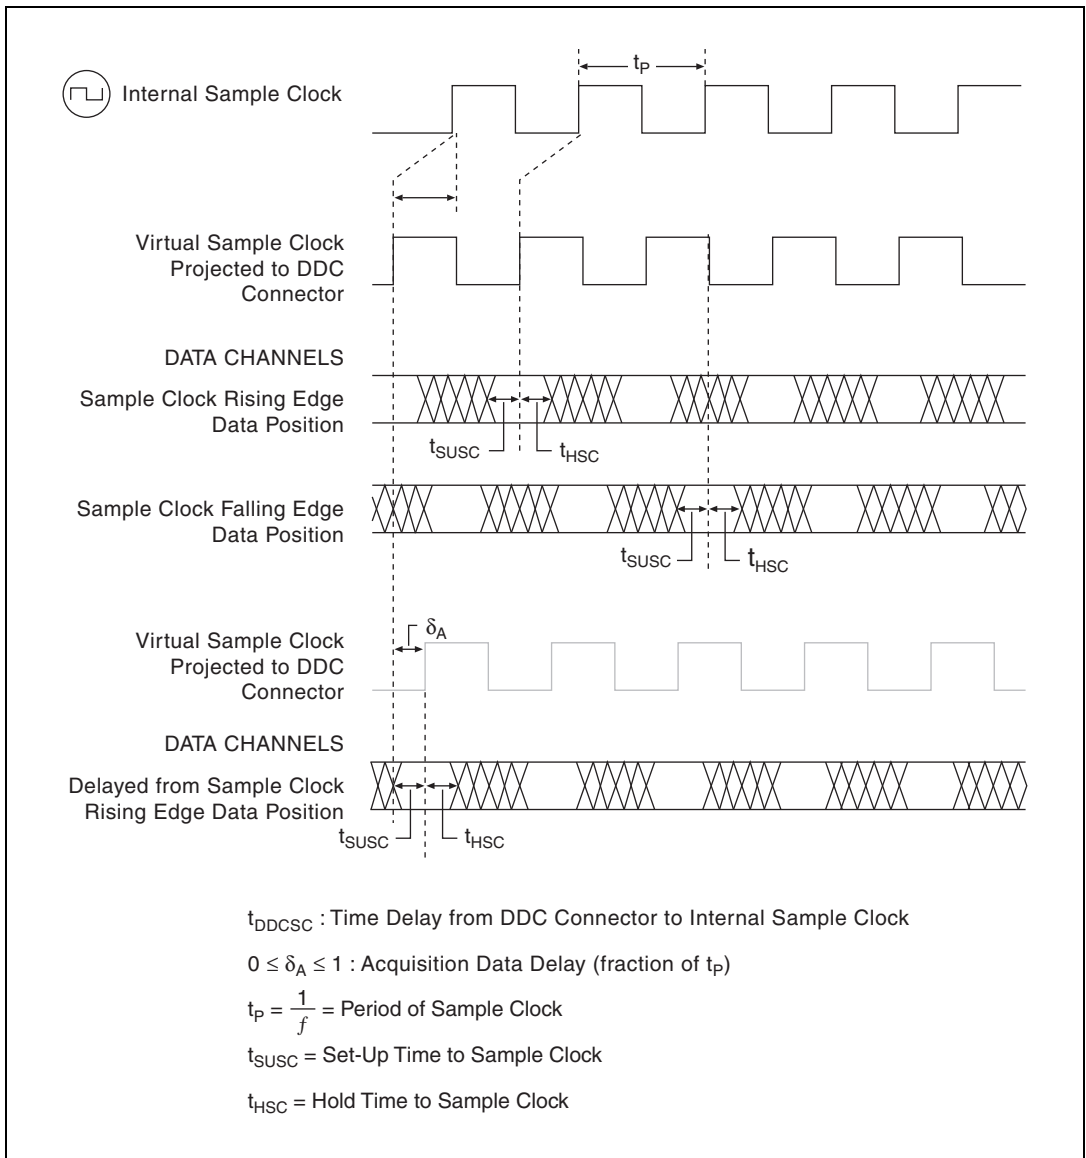 t_P
Internal Sample Clock
Virtual Sample Clock
Projected to DDC
Connector
DATA CHANNELS
Sample Clock Rising Edge
Data Position
t_SUSC
t_HSC
Sample Clock Falling Edge
Data Position
t_SUSC
t_HSC
δ_A
Virtual Sample Clock
Projected to DDC
Connector
DATA CHANNELS
Delayed from Sample Clock
Rising Edge Data Position
t_SUSC
t_HSC
t_DDCSC : Time Delay from DDC Connector to Internal Sample Clock
0 ≤ δ_A ≤ 1 : Acquisition Data Delay (fraction of t_P)
t_P = 1/f = Period of Sample Clock
t_SUSC = Set-Up Time to Sample Clock
t_HSC = Hold Time to Sample Clock